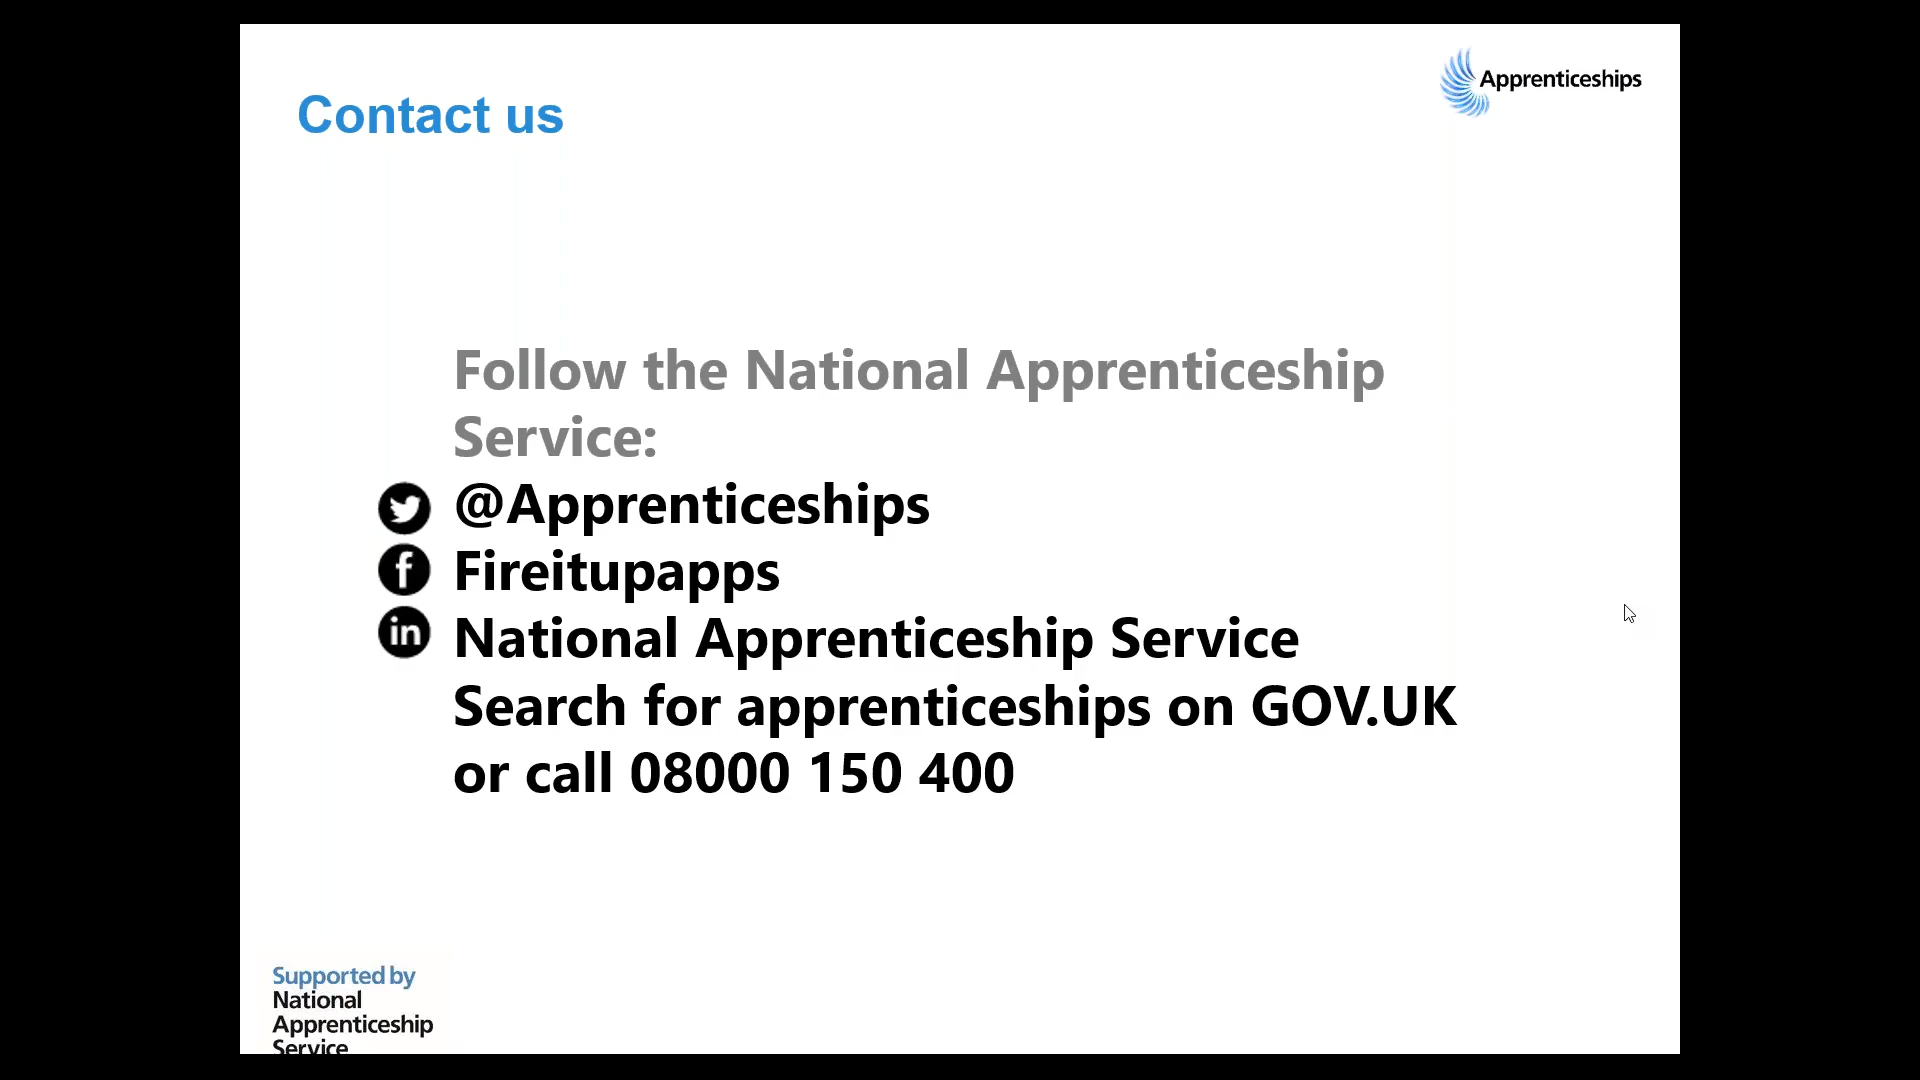 Apprenticeships
Contact us
Follow the National Apprenticeship
Service:
@Apprenticeships
Fireitupapps
in National Apprenticeship Service
Search for apprenticeships on GOV.UK
or call 08000 150 400
Supported by
National
Apprenticeship
Service